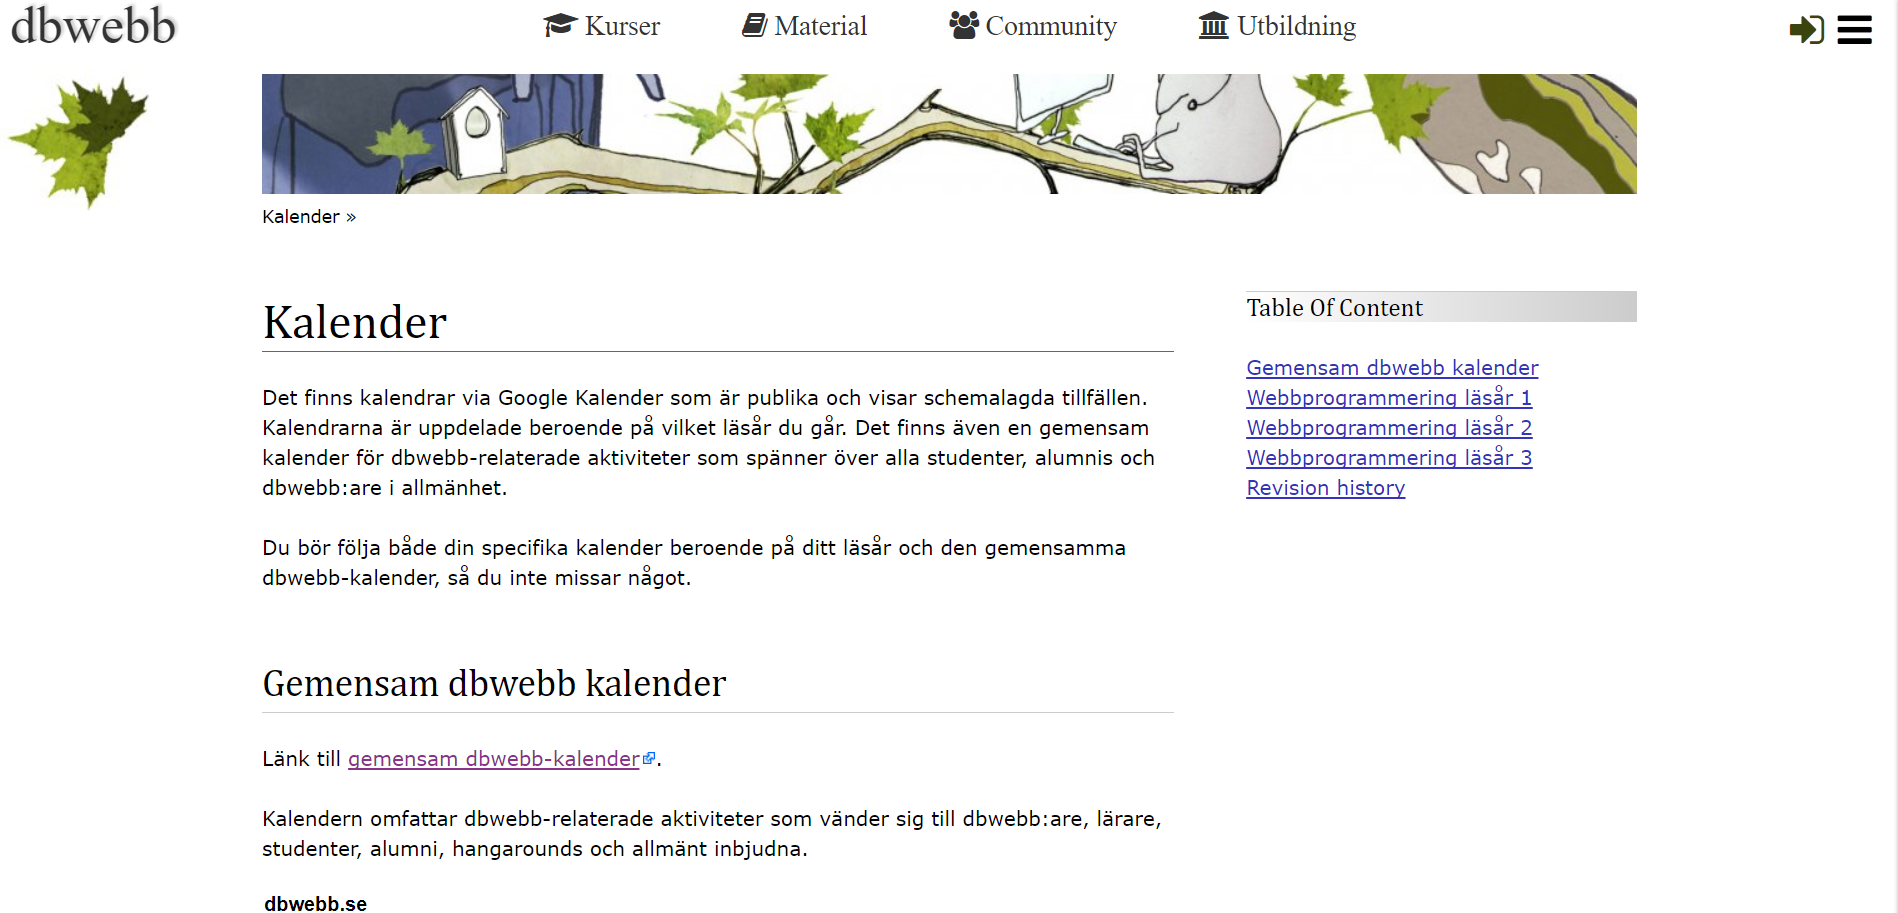 dbwebb
Kurser
Material
Community
Utbildning
Kalender »
Kalender
Det finns kalendrar via Google Kalender som är publika och visar schemalagda tillfällen.
Kalendrarna är uppdelade beroende på vilket läsår du går. Det finns även en gemensam
kalender för dbwebb-relaterade aktiviteter som spänner över alla studenter, alumnis och
dbwebb:are i allmänhet.
Du bör följa både din specifika kalender beroende på ditt läsår och den gemensamma
dbwebb-kalender, så du inte missar något.
Gemensam dbwebb kalender
Länk till gemensam dbwebb-kalender.
Kalendern omfattar dbwebb-relaterade aktiviteter som vänder sig till dbwebb:are, lärare,
studenter, alumni, hangarounds och allmänt inbjudna.
dbwebb.se
Table Of Content
Gemensam dbwebb kalender
Webbprogrammering läsår 1
Webbprogrammering läsår 2
Webbprogrammering läsår 3
Revision history